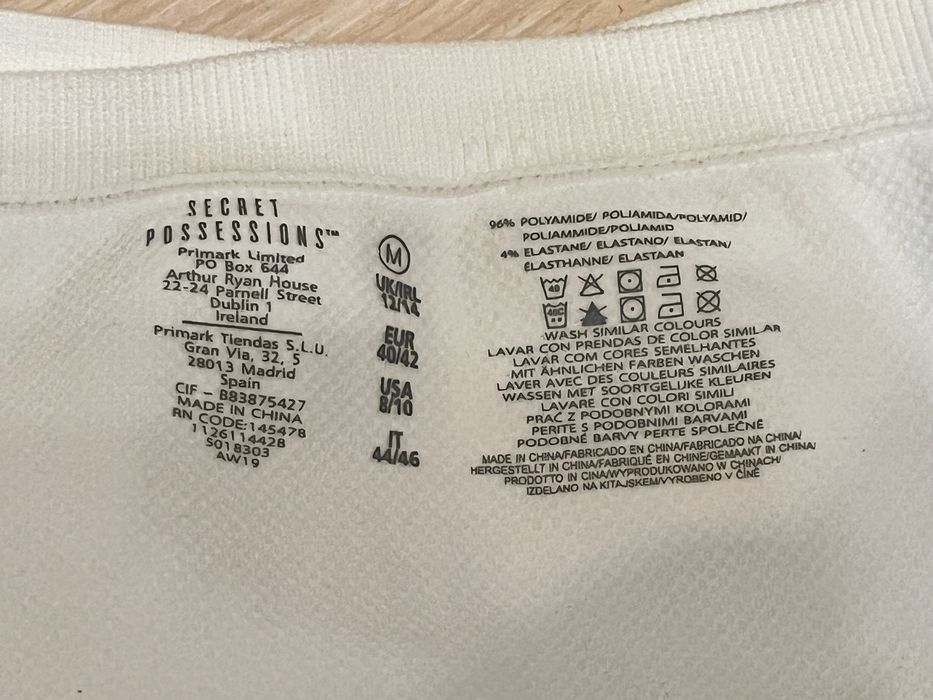 SECRET
POSSESSIONS™
Primark Limited
PO Box 644
Arthur Ryan House
22-24 Parnell Street
Dublin 1
Ireland
Primark Tiendas S.L.U.
Gran Via, 32, 5
28013 Madrid
Spain
CIF – B83875427
MADE IN CHINA
RN CODE:145478
1126114428
S018303
AW19
M
UK/IRL
12/14
EUR
40/42
USA
8/10
IT
44/46
96% POLYAMIDE/ POLIAMIDA/POLYAMID/
POLIAMMIDE/POLIAMID
4% ELASTANE/ ELASTANO/ ELASTAN/
ELASTHANNE/ ELASTAAN
40
40C
WASH SIMILAR COLOURS
LAVAR CON PRENDAS DE COLOR SIMILAR
LAVAR COM CORES SEMELHANTES
MIT ÄHNLICHEN FARBEN WASCHEN
LAVER AVEC DES COULEURS SIMILAIRES
WASSEN MET SOORTGELIJKE KLEUREN
LAVARE CON COLORI SIMILI
PRAĆ Z PODOBNYMI KOLORAMI
PERITE S PODOBNIMI BARVAMI
PODOBNÉ BARVY PERTE SPOLEČNĚ
MADE IN CHINA/FABRICADO EN CHINA/FABRICADO NA CHINA/
HERGESTELLT IN CHINA/FABRIQUÉ EN CHINE/GEMAAKT IN CHINA/
PRODOTTO IN CINA/WYPRODUKOWANO W CHINACH/
IZDELANO NA KITAJSKEM/VYROBENO V ČÍNĚ